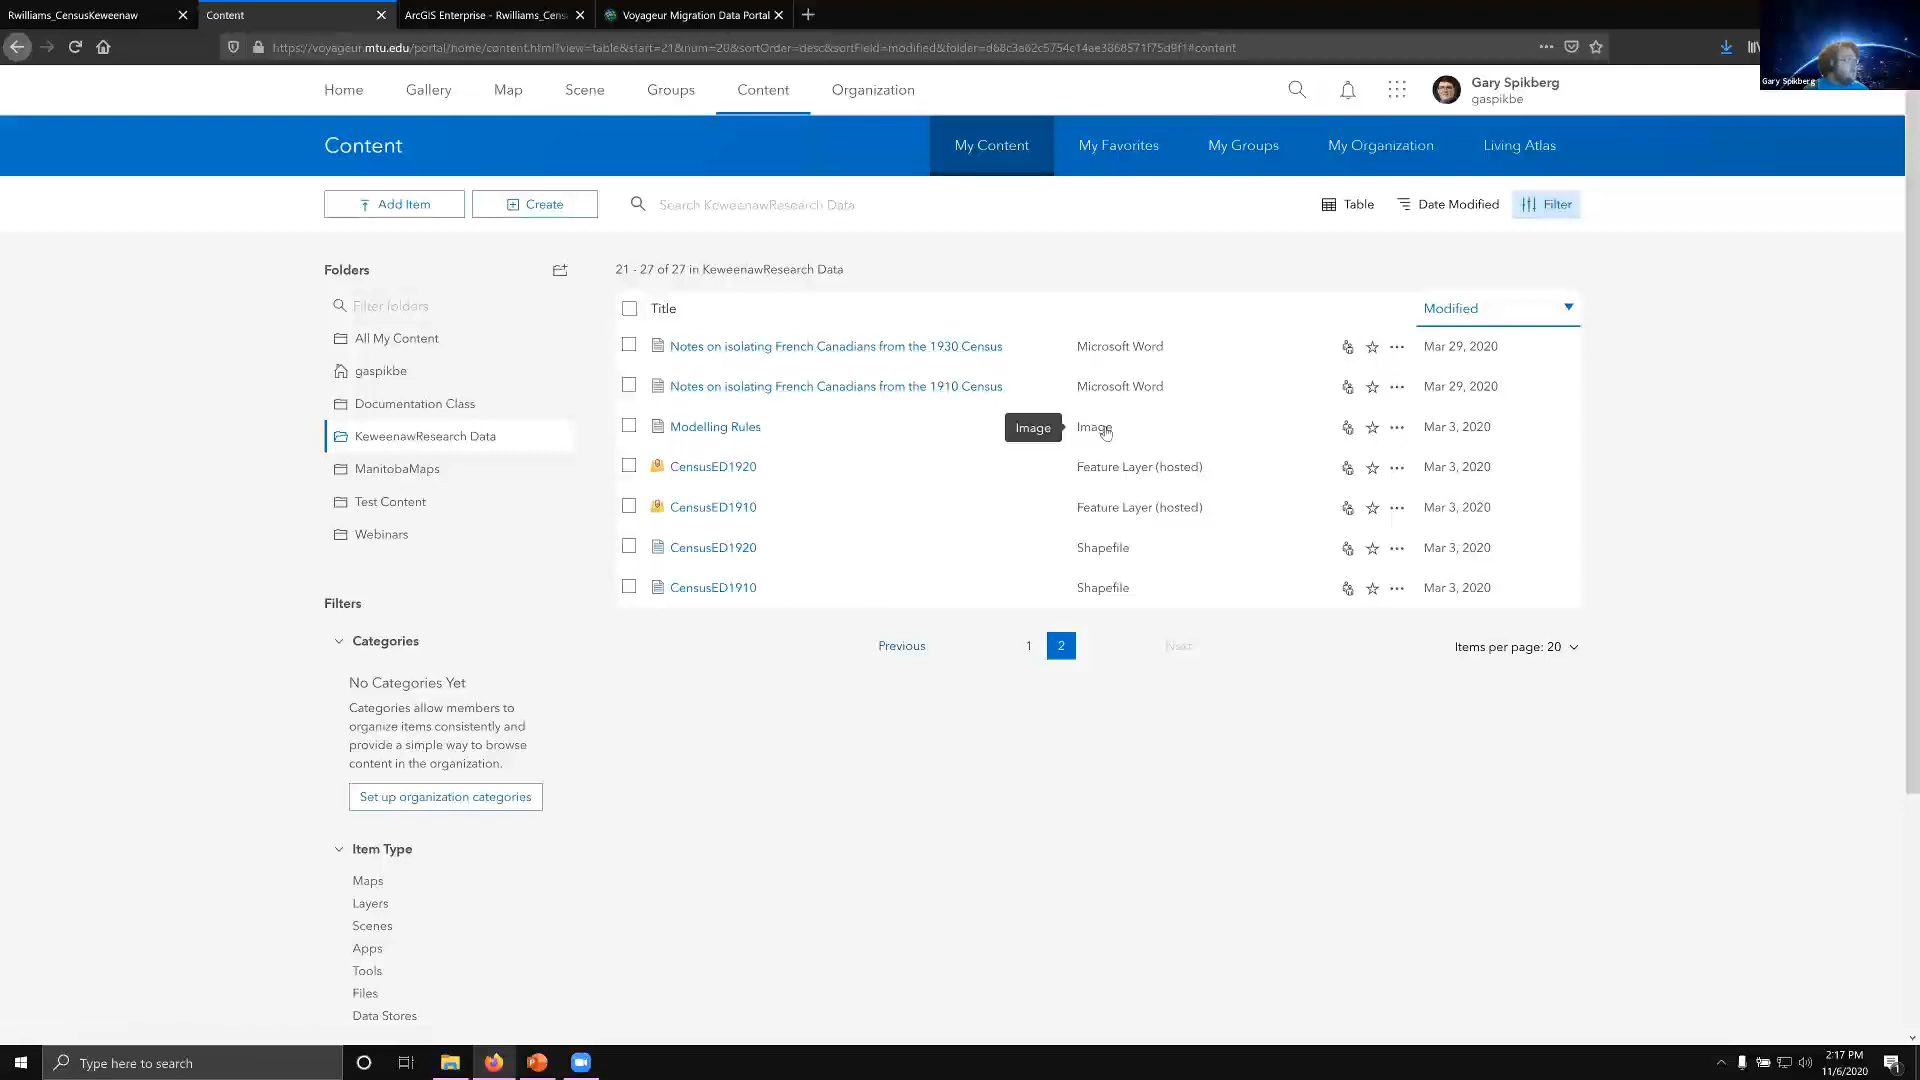 Rwilliams_CensusKeweenaw
Content
ArcGIS Enterprise - Rwilliams_Cens
Voyageur Migration Data Portal
https://voyageur.mtu.edu/portal/home/content.html?view=table&start=21&num=20&sortOrder=desc&sortField=modified&folder=d68c3a62c5754c14ae3868571f75d9f1#content
Gary Spikberg
Home
Gallery
Map
Scene
Groups
Content
Organization
Gary Spikberg
gaspikbe
Content
My Content
My Favorites
My Groups
My Organization
Living Atlas
Add Item
Create
Search KeweenawResearch Data
Table
Date Modified
Filter
Folders
21 - 27 of 27 in KeweenawResearch Data
Filter folders
All My Content
gaspikbe
Documentation Class
KeweenawResearch Data
ManitobaMaps
Test Content
Webinars
Title
Modified
Notes on isolating French Canadians from the 1930 Census Microsoft Word Mar 29, 2020
Notes on isolating French Canadians from the 1910 Census Microsoft Word Mar 29, 2020
Modelling Rules Image Image Mar 3, 2020
CensusED1920 Feature Layer (hosted) Mar 3, 2020
CensusED1910 Feature Layer (hosted) Mar 3, 2020
CensusED1920 Shapefile Mar 3, 2020
CensusED1910 Shapefile Mar 3, 2020
Previous 1 2 Next
Items per page: 20
Filters
Categories
No Categories Yet
Categories allow members to
organize items consistently and
provide a simple way to browse
content in the organization.
Set up organization categories
Item Type
Maps
Layers
Scenes
Apps
Tools
Files
Data Stores
Type here to search
2:17 PM
11/6/2020
1